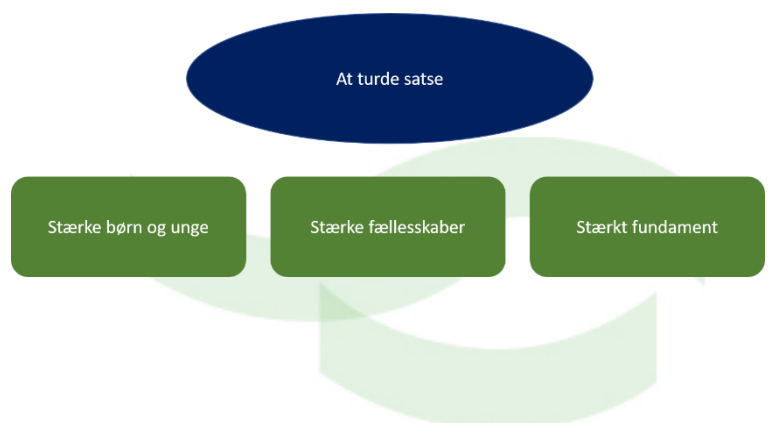 At turde satse
Stærke børn og unge
Stærke fællesskaber
Stærkt fundament